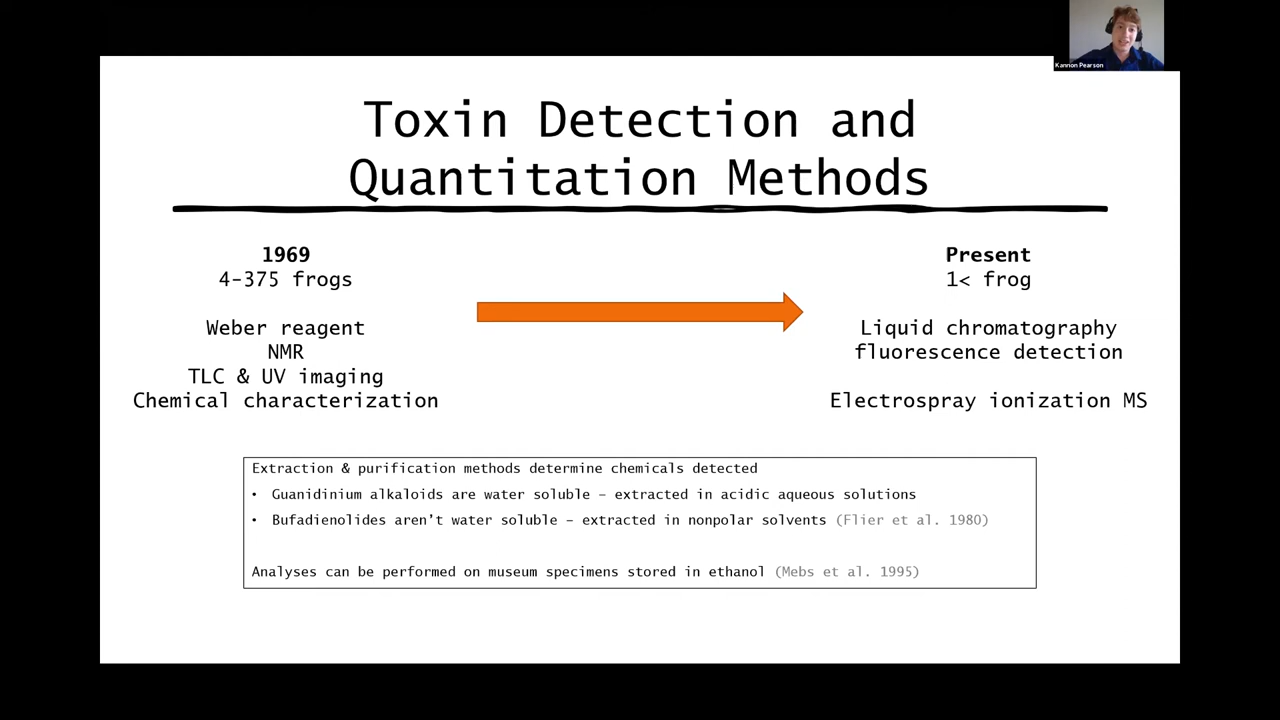 Kannon Pearson
Toxin Detection and
Quantitation Methods
1969
4-375 frogs
Weber reagent
NMR
TLC & UV imaging
Chemical characterization
Present
1< frog
Liquid chromatography
fluorescence detection
Electrospray ionization MS
Extraction & purification methods determine chemicals detected
• Guanidinium alkaloids are water soluble – extracted in acidic aqueous solutions
• Bufadienolides aren’t water soluble – extracted in nonpolar solvents (Flier et al. 1980)
Analyses can be performed on museum specimens stored in ethanol (Mebs et al. 1995)